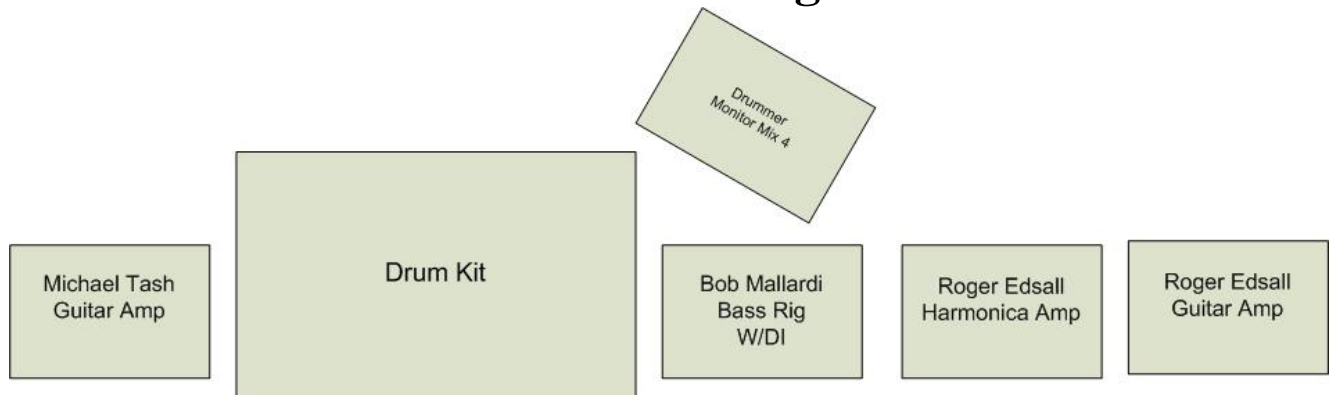 Drummer
Monitor Mix 4
Michael Tash
Guitar Amp
Drum Kit
Bob Mallardi
Bass Rig
W/DI
Roger Edsall
Harmonica Amp
Roger Edsall
Guitar Amp